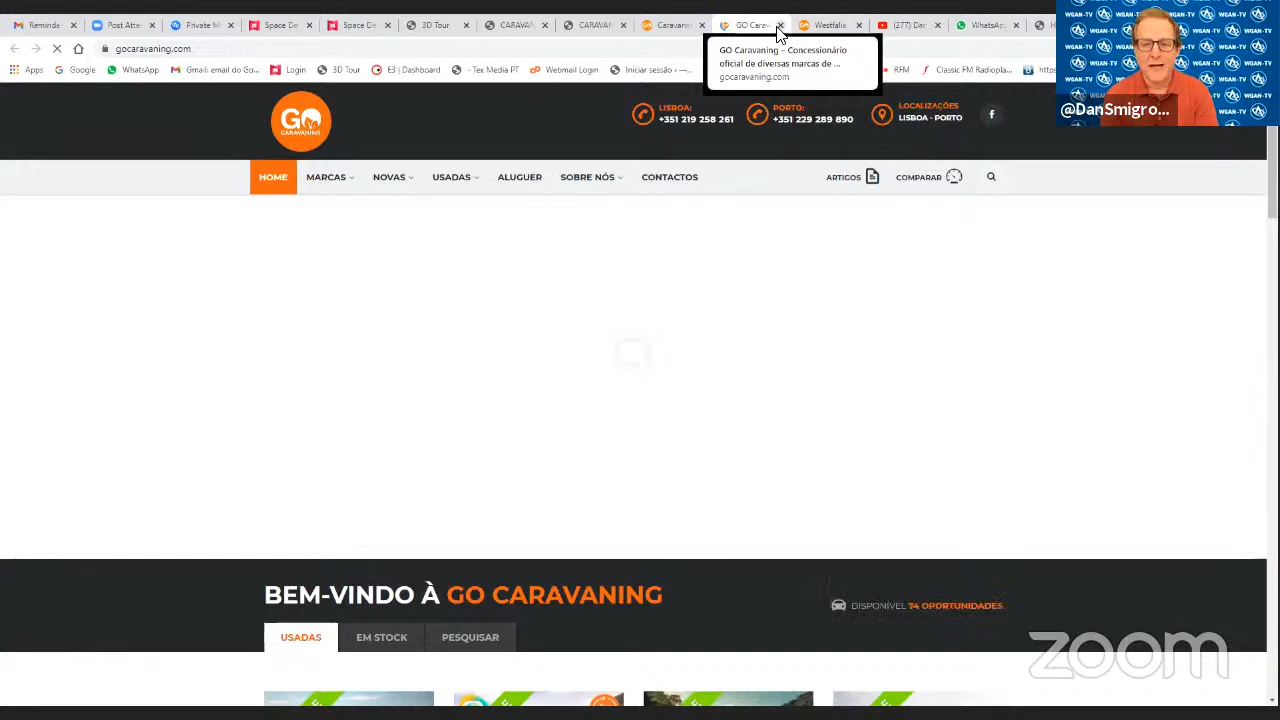 Reminde
Post Atte
Private M
Space De
Space De
3D Tour
CARAVA
CARAVA
Caravan
GO Carav
Westfalia
(277) Da
WhatsAp
gocaravaning.com
GO Caravaning – Concessionário
oficial de diversas marcas de ...
gocaravaning.com
Apps
Google
WhatsApp
Gmail: email do Go...
Login
3D Tour
E3 | Dashboard
- Tex Media PT
Webmail Login
Iniciar sessão ‹ —...
RFM
Classic FM Radiopla...
https
WGAN-TV
@DanSmigro...
GO
CARAVANING
LISBOA:
+351 219 258 261
PORTO:
+351 229 289 890
LOCALIZAÇÕES
LISBOA - PORTO
HOME
MARCAS
NOVAS
USADAS
ALUGUER
SOBRE NÓS
CONTACTOS
ARTIGOS
COMPARAR
BEM-VINDO À GO CARAVANING
DISPONÍVEL 74 OPORTUNIDADES
USADAS
EM STOCK
PESQUISAR
zoom